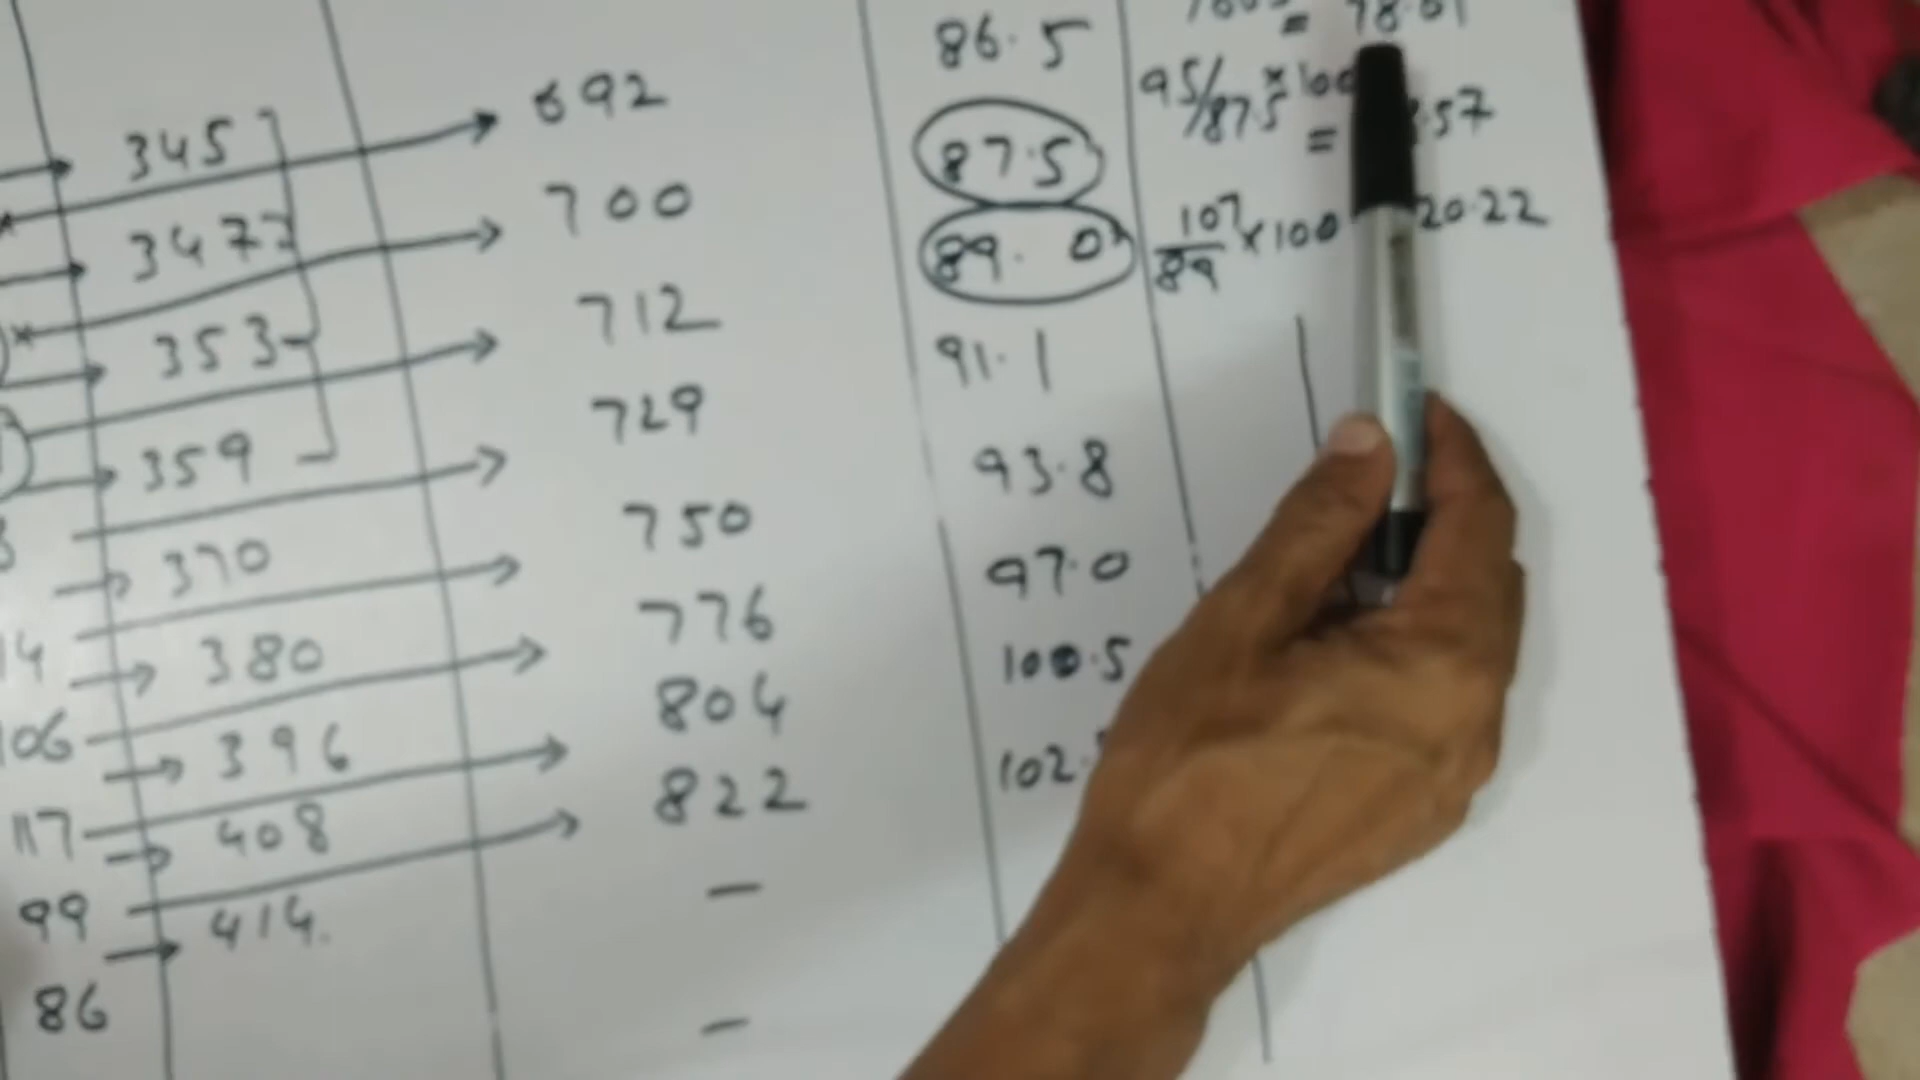 86.5
345 692 95/87.5 × 100
= .57
347 700 87.5
353 712 89.0 107/89 × 100 20.22
359 729 91.1
370 750 93.8
380 776 97.0
106 396 804 100.5
117 408 822 102.
99 414. —
86 —